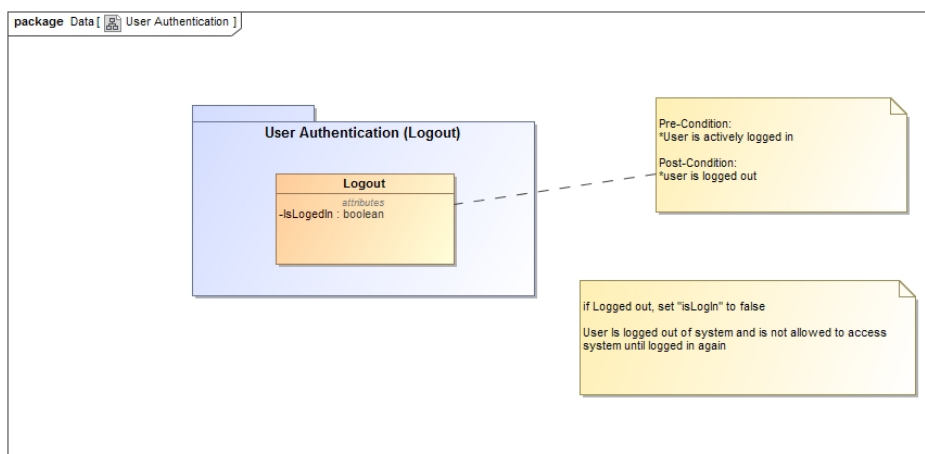 package Data [ User Authentication ]
User Authentication (Logout)
Logout
attributes
-IsLogedIn : boolean
Pre-Condition:
*User is actively logged in
Post-Condition:
*user is logged out
if Logged out, set "isLogIn" to false
User Is logged out of system and is not allowed to access
system until logged in again